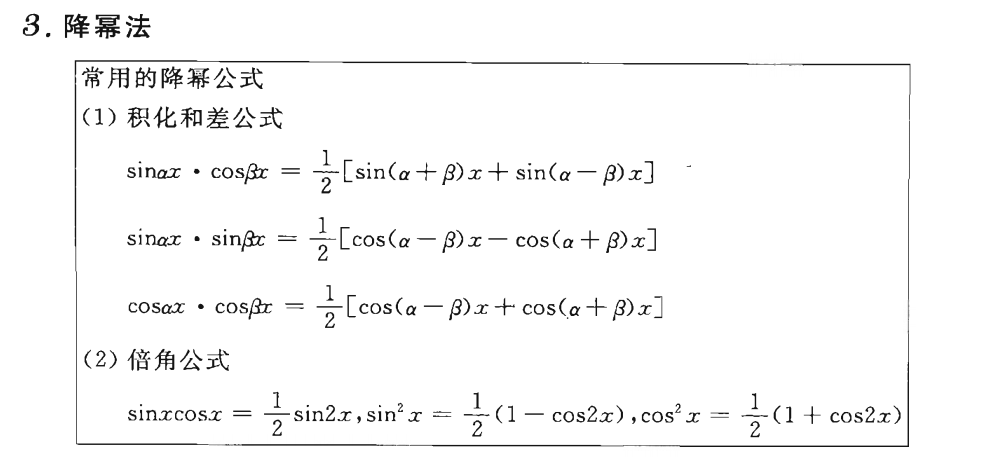 3. 降幂法
常用的降幂公式
(1) 积化和差公式
sinαx · cosβx = 1/2[sin(α+β)x+sin(α−β)x]
sinαx · sinβx = 1/2[cos(α−β)x−cos(α+β)x]
cosαx · cosβx = 1/2[cos(α−β)x+cos(α+β)x]
(2) 倍角公式
sinxcosx = 1/2sin2x,sin²x = 1/2(1−cos2x),cos²x = 1/2(1+cos2x)